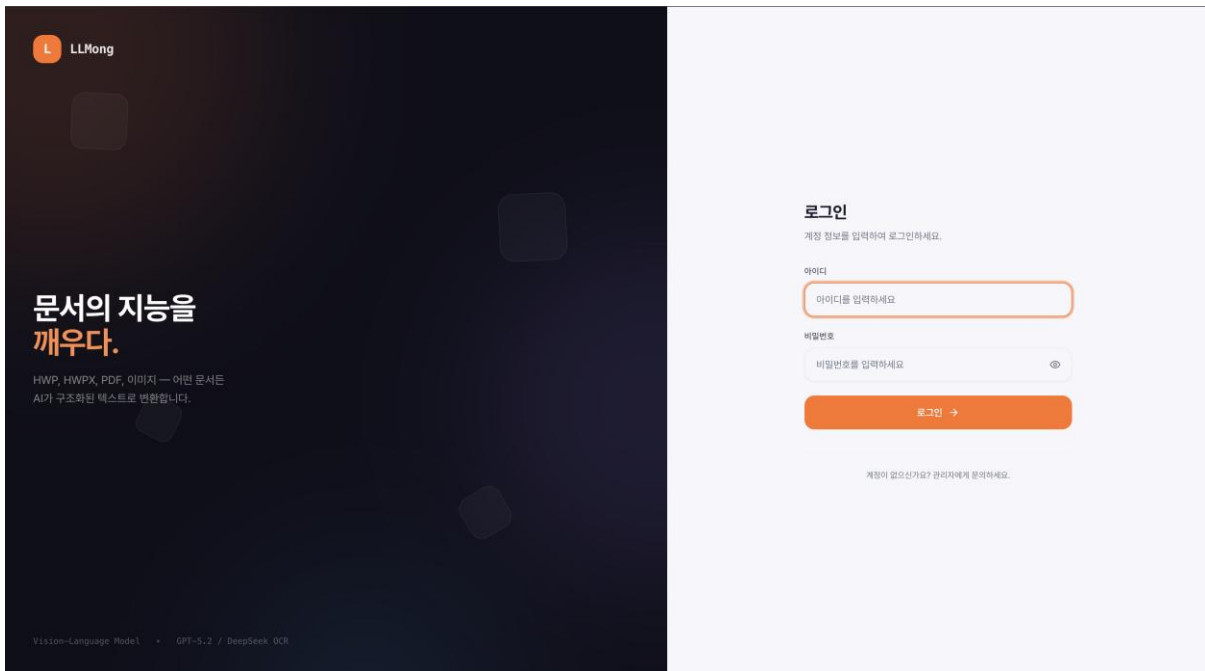 L LLMong
문서의 지능을
깨우다.
HWP, HWPX, PDF, 이미지 — 어떤 문서든
AI가 구조화된 텍스트로 변환합니다.
Vision-Language Model • GPT-5.2 / DeepSeek OCR
로그인
계정 정보를 입력하여 로그인하세요.
아이디
아이디를 입력하세요
비밀번호
비밀번호를 입력하세요
로그인 →
계정이 없으신가요? 관리자에게 문의하세요.